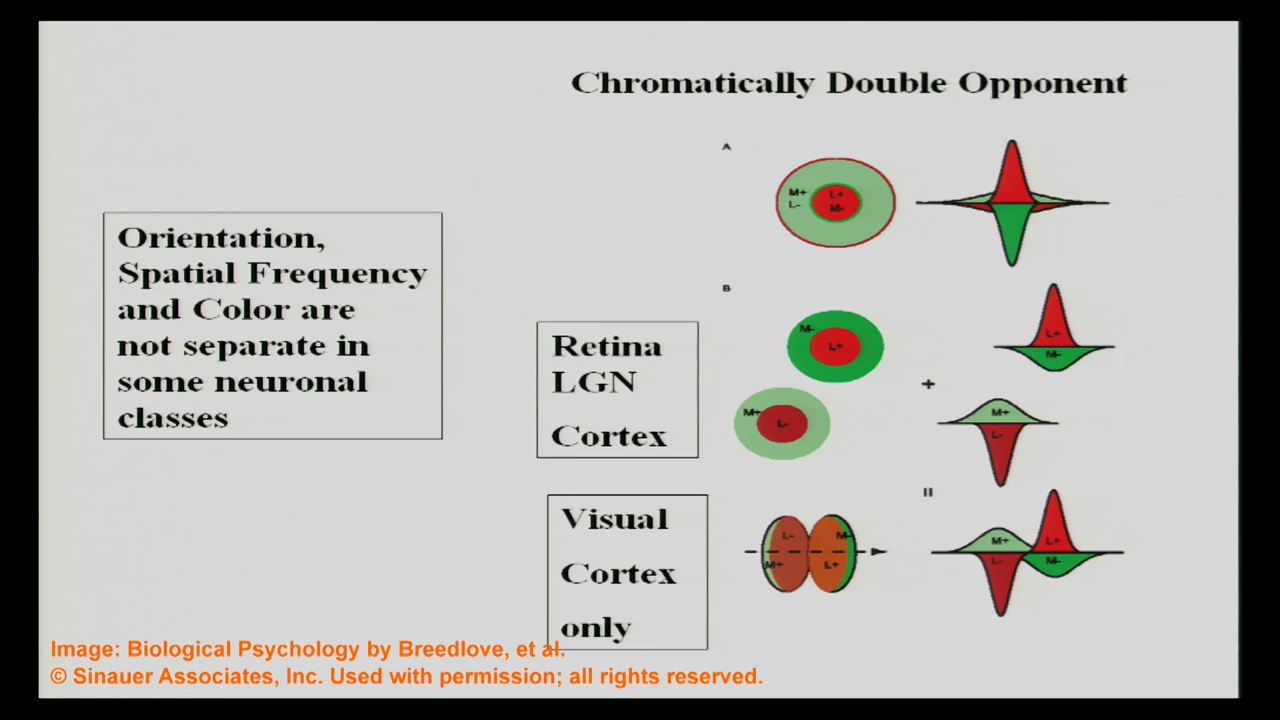 Chromatically Double Opponent
Orientation,
Spatial Frequency
and Color are
not separate in
some neuronal
classes
A
M+
L-
L+
M-
B
Retina
LGN
Cortex
M-
L+
M+
L-
L+
M-
+
M+
L-
Visual
Cortex
only
L-
M-
M+
L+
II
M+
L+
L-
M-
Image: Biological Psychology by Breedlove, et al.
© Sinauer Associates, Inc. Used with permission; all rights reserved.